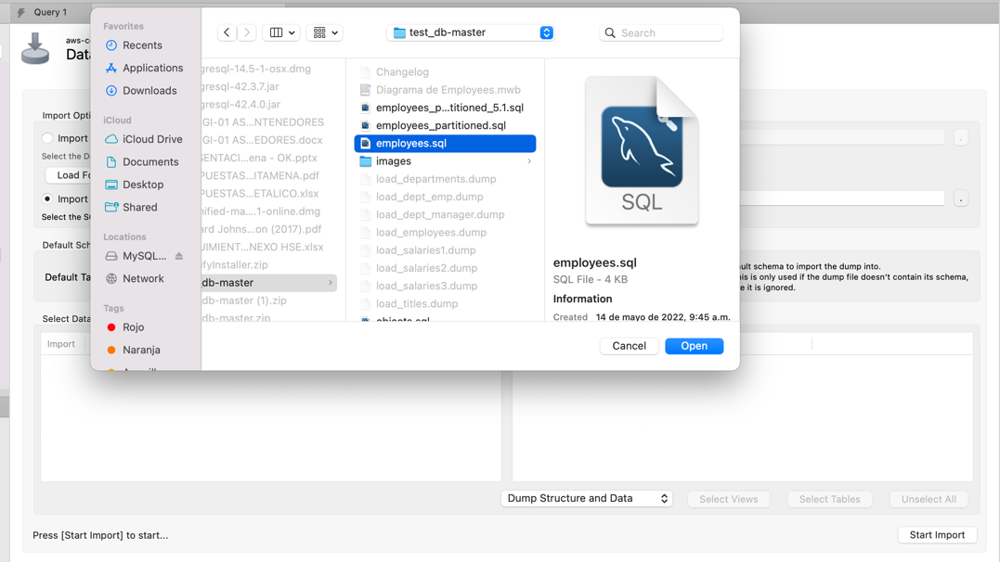 Query 1
aws-c
Data
Import Opti
Import
Select the D
Load Fo
Import
Select the S
Default Sch
Default Ta
Select Data
Import
Favorites
Recents
Applications
Downloads
iCloud
iCloud Drive
Documents
Desktop
Shared
Locations
MySQL...
Network
Tags
Rojo
Naranja
test_db-master
Search
gresql-14.5-1-osx.dmg
gresql-42.3.7.jar
gresql-42.4.0.jar
GI-01 AS...NTENEDORES
GI-01 AS...EDORES.docx
SENTACI...ena - OK.pptx
PUESTAS...ITAMENA.pdf
PUESTAS...ETALICO.xlsx
nified-ma....1-online.dmg
ard Johns...on (2017).pdf
UIMIENT...NEXO HSE.xlsx
ifyInstaller.zip
db-master
db-master (1).zip
db-master.zip
Changelog
Diagrama de Employees.mwb
employees_p...titioned_5.1.sql
employees_partitioned.sql
employees.sql
images
load_departments.dump
load_dept_emp.dump
load_dept_manager.dump
load_employees.dump
load_salaries1.dump
load_salaries2.dump
load_salaries3.dump
load_titles.dump
objects.sql
SQL
employees.sql
SQL File - 4 KB
Information
Created 14 de mayo de 2022, 9:45 a.m.
Cancel
Open
ault schema to import the dump into.
is is only used if the dump file doesn't contain its schema,
e it is ignored.
Dump Structure and Data
Select Views
Select Tables
Unselect All
Press [Start Import] to start...
Start Import